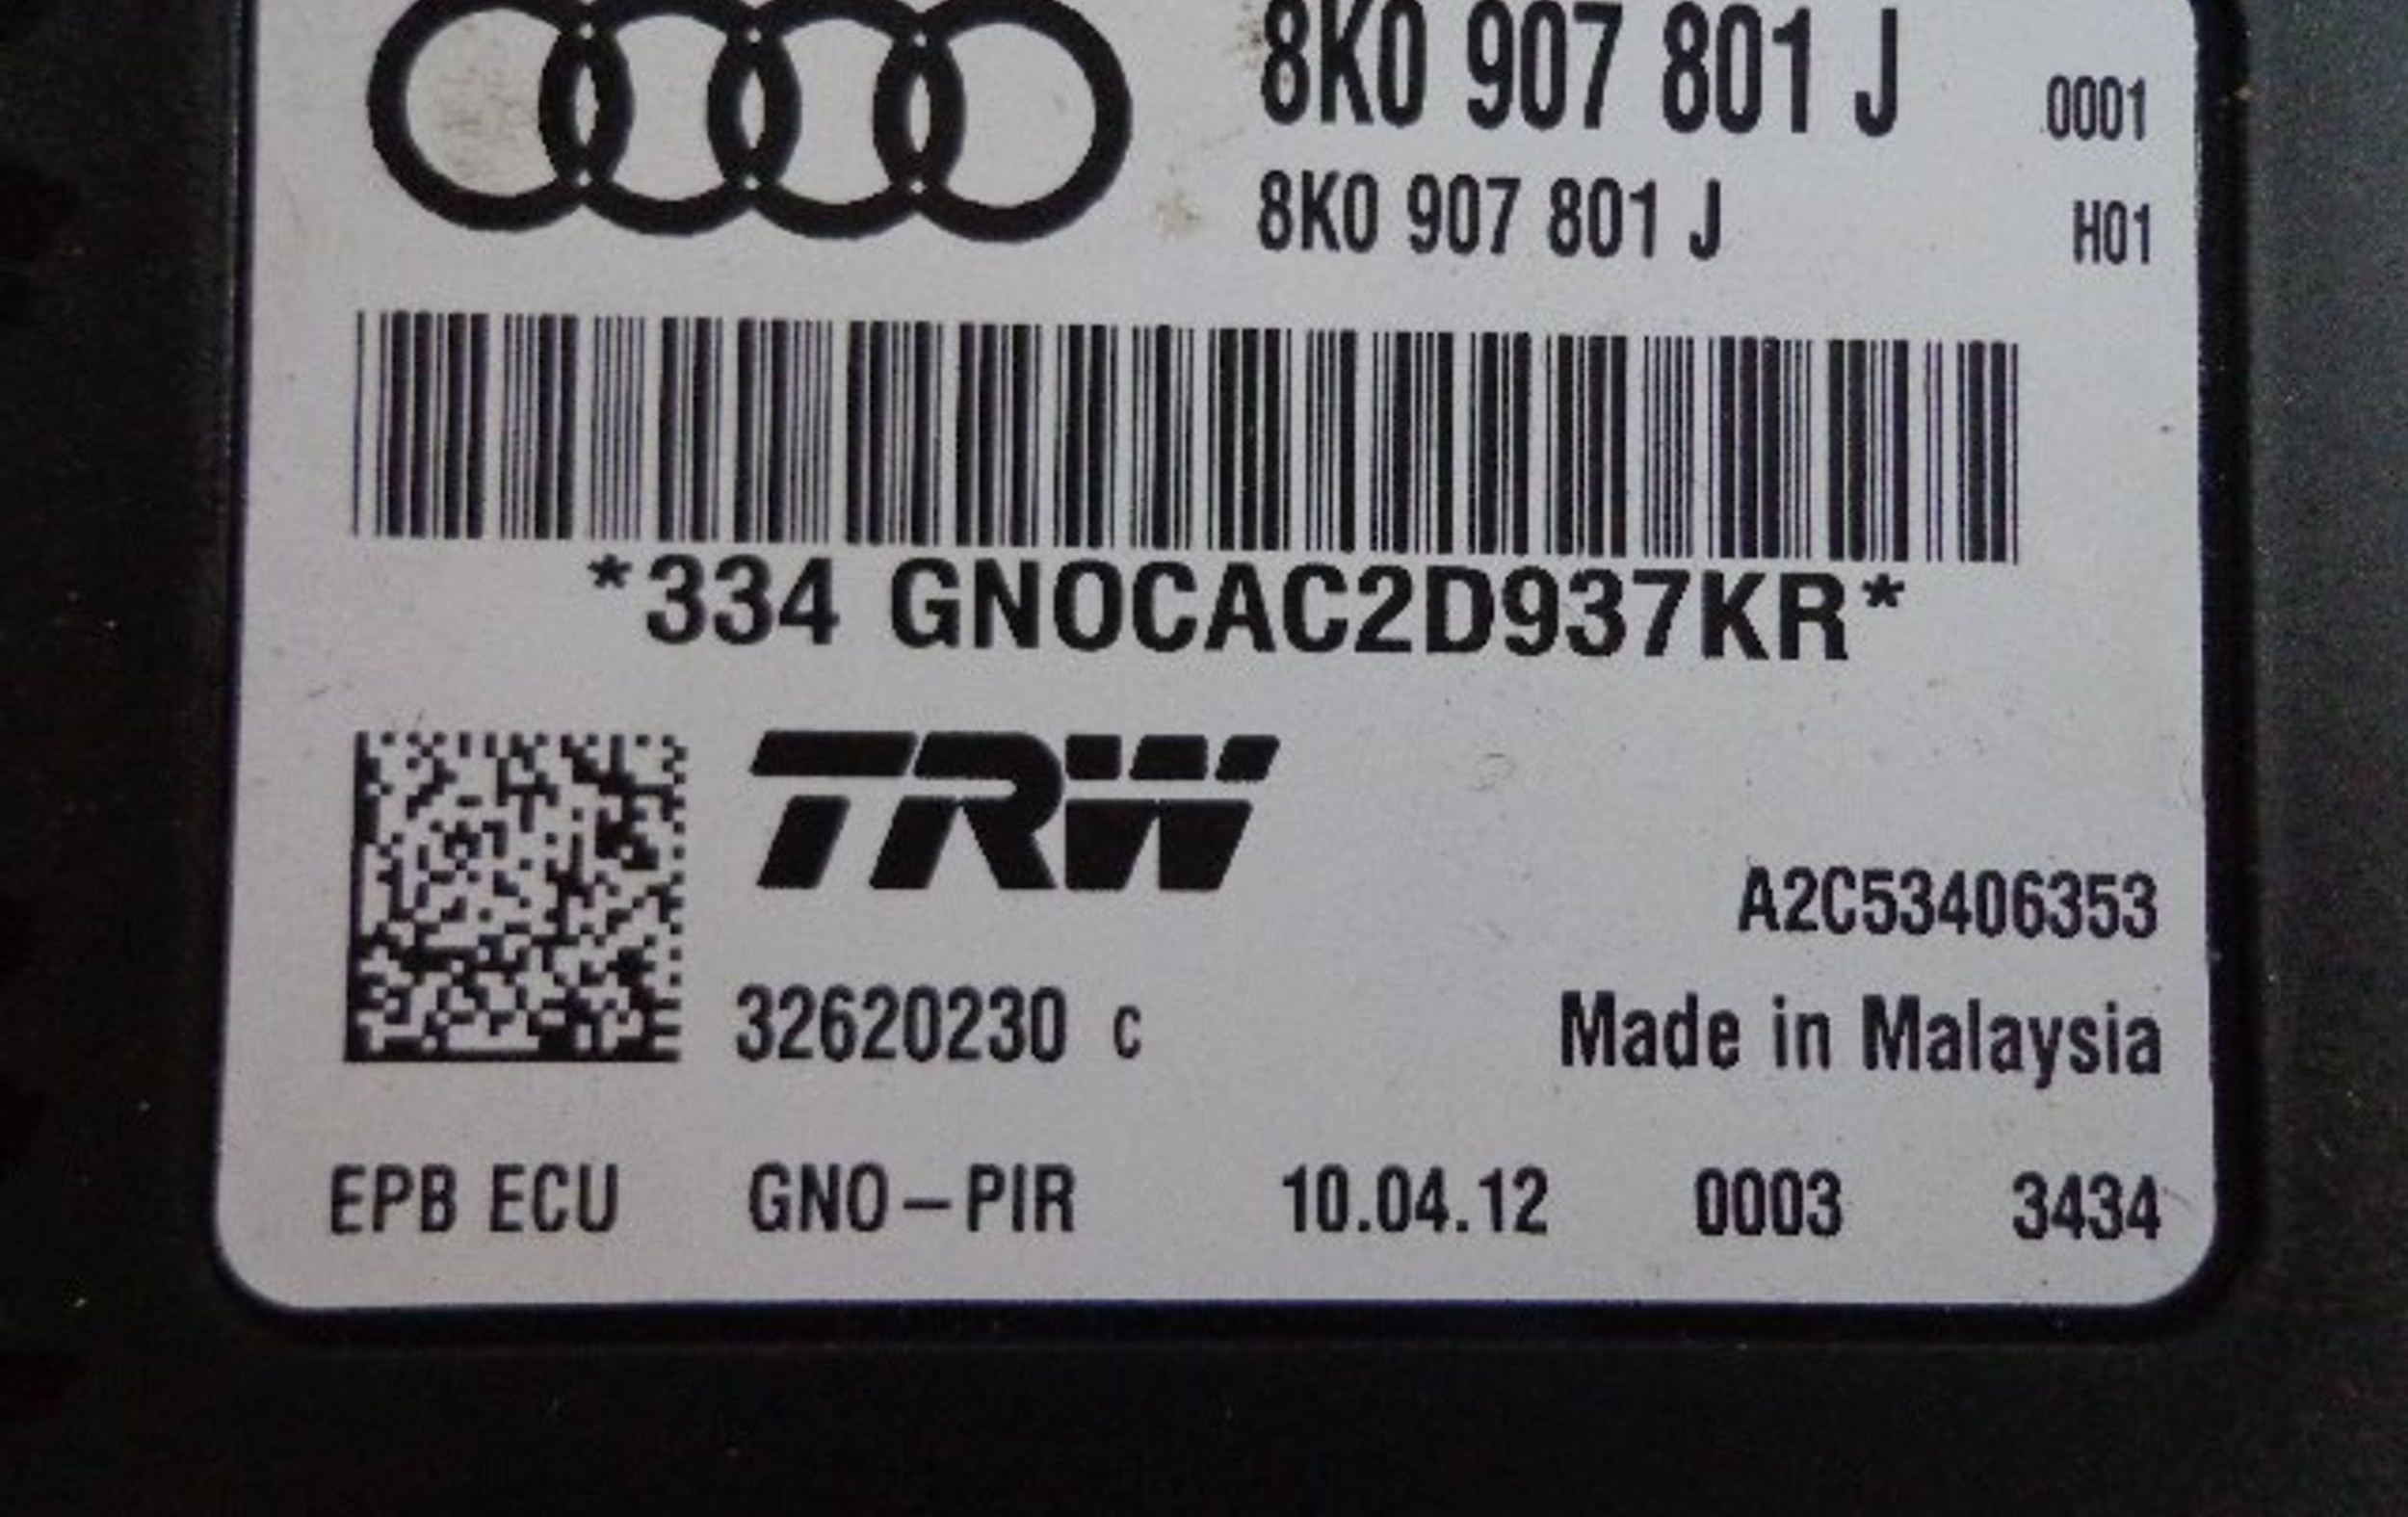 8K0 907 801 J 0001
8K0 907 801 J H01
*334 GNOCAC2D937KR*
TRW
A2C53406353
32620230 C Made in Malaysia
EPB ECU GNO-PIR 10.04.12 0003 3434